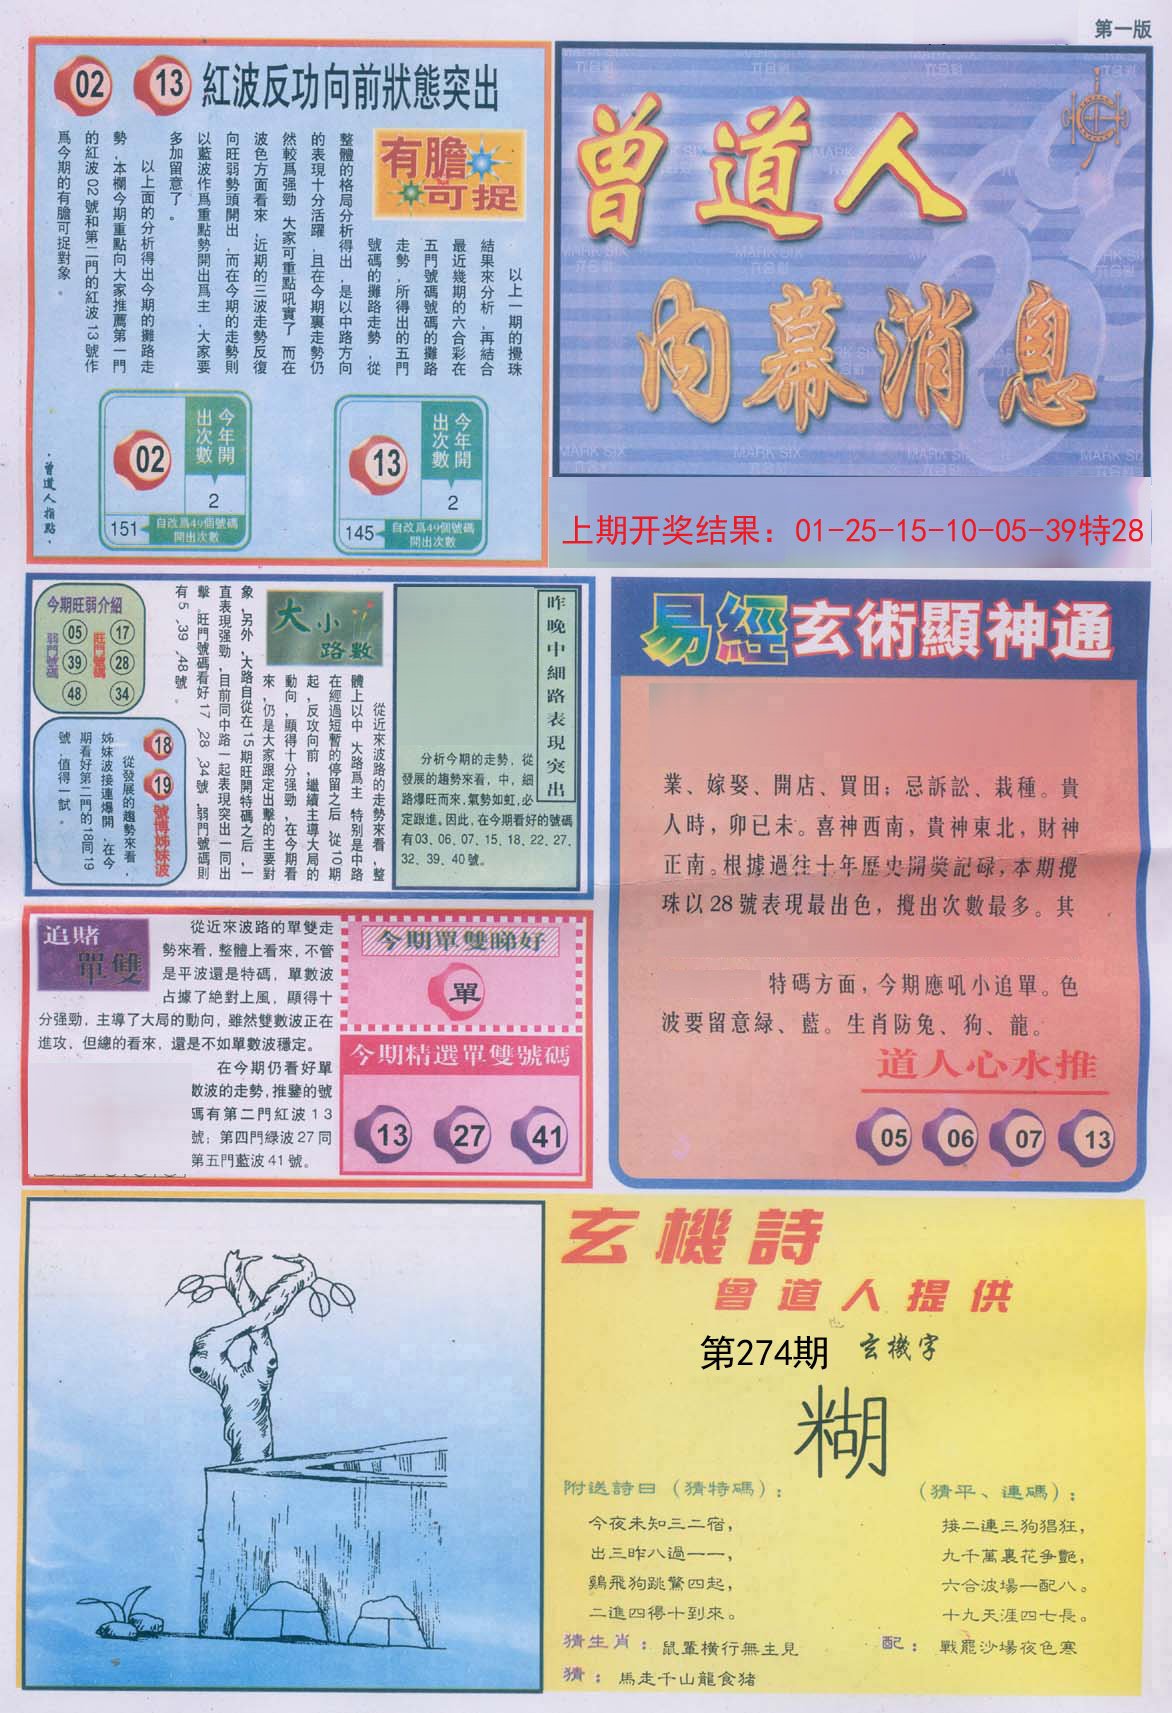 第一版
02 13 紅波反功向前狀態突出
有膽
可捉
以上一期的攪珠
結果來分析，再結合
最近幾期的六合彩在
五門號碼號碼的攤路
走勢，所得出的五門
號碼的攤路走勢，從
整體的格局分析得出，是以中路方向
的表現十分活躍，且在今期裏走勢仍
然較爲强勁，大家可重點吼實了，而在
波色方面看來，近期的三波走勢反復
向旺弱勢頭開出，而在今期的走勢則
以藍波作爲重點勢開出爲主，大家要
多加留意了。
以上面的分析得出今期的攤路走
勢，本欄今期重點向大家推薦第一門
的紅波02號和第二門的紅波13號作
爲今期的有膽可捉對象。
·曾道人指點·
02
今年開
出次數
2
151
自改爲49個號碼
開出次數
13
今年開
出次數
2
145
自改爲49個號碼
開出次數
曾道人
內幕消息
MARK SIX
六合彩
上期开奖结果：01-25-15-10-05-39特28
今期旺弱介紹
弱門號碼
05
39
48
旺門號碼
17
28
34
18
19
號博姊妹波
從發展的趨勢來看，
姊妹波接連爆開，在今
期看好第二門的18同19
號，值得一試。
大小
路數
從近來波路的走勢來看，整
體上以中、大路爲主，特別是中路
在經過短暫的停留之后，從10期
起，反攻向前，繼續主導大局的
動向，顯得十分强勁，在今期看
來，仍是大家跟定出擊的主要對
象，另外，大路自從在15期旺開特碼之后，一
直表現强勁，目前同中路一起表現突出一同出
擊，旺門號碼看好17、28、34號，弱門號碼則
有5、39、48號。
昨晚中細路表現突出
分析今期的走勢，從
發展的趨勢來看，中，細
路爆旺而來，氣勢如虹，必
定跟進。因此，在今期看好的號碼
有03、06、07、15、18、22、27、
32、39、40號。
易經玄術顯神通
業、嫁娶、開店、買田；忌訴訟、栽種。貴
人時，卯已未。喜神西南，貴神東北，財神
正南。根據過往十年歷史開獎記碌，本期攪
珠以28號表現最出色，攪出次數最多。其
特碼方面，今期應吼小追單。色
波要留意緑、藍。生肖防兔、狗、龍。
道人心水推
05 06 07 13
追賭
單雙
從近來波路的單雙走
勢來看，整體上看來，不管
是平波還是特碼，單數波
占據了絶對上風，顯得十
分强勁，主導了大局的動向，雖然雙數波正在
進攻，但總的看來，還是不如單數波穩定。
在今期仍看好單
數波的走勢，推鑒的號
碼有第二門紅波13
號；第四門綠波27同
第五門藍波41號。
今期單雙睇好
單
今期精選單雙號碼
13 27 41
玄機詩
曾道人提供
第274期 玄機字
糊
附送詩曰（猜特碼）：
今夜未知三二宿，
出三昨八過一一，
鷄飛狗跳驚四起，
二進四得十到來。
（猜平、連碼）：
接二連三狗猖狂，
九千萬裏花爭艷，
六合波場一配八。
十九天涯四七長。
猜生肖：鼠輩橫行無主見
配：戰罷沙場夜色寒
猜：馬走千山龍食猪